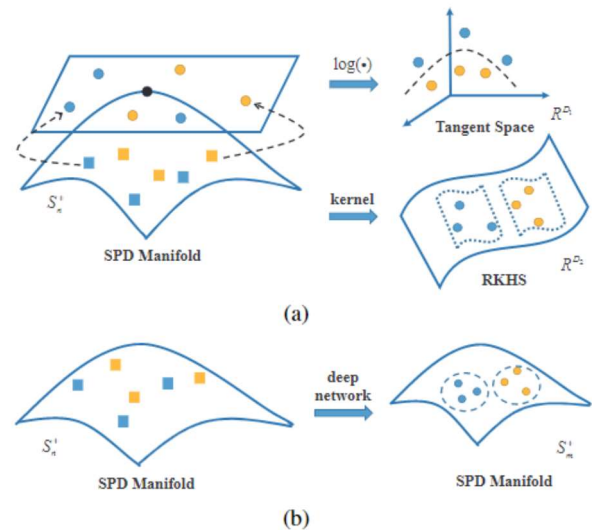 log(•)
R^{D_1}
Tangent Space
S_n^+
SPD Manifold
kernel
R^{D_2}
RKHS
(a)
deep
network
S_n^+
SPD Manifold
S_m^+
SPD Manifold
(b)